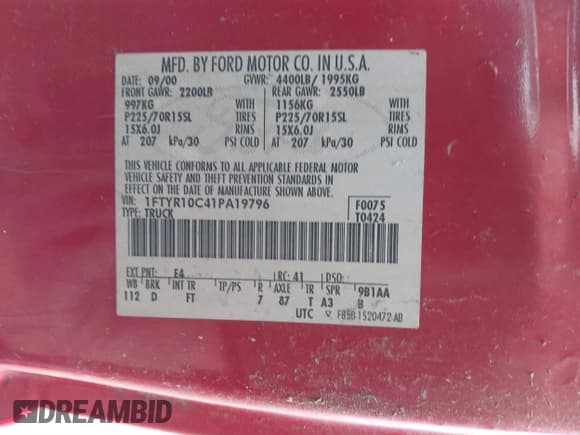 MFD. BY FORD MOTOR CO. IN U.S.A.
DATE: 09/00 GVWR: 4400LB/ 1995KG
FRONT GAWR: 2200LB REAR GAWR: 2550LB
997KG WITH 1156KG WITH
P225/70R15SL TIRES P225/70R15SL TIRES
15X6.0J RIMS 15X6.0J RIMS
AT 207 kPa/30 PSI COLD AT 207 kPa/30 PSI COLD
THIS VEHICLE CONFORMS TO ALL APPLICABLE FEDERAL MOTOR
VEHICLE SAFETY AND THEFT PREVENTION STANDARDS IN
EFFECT ON THE DATE OF MANUFACTURE SHOWN ABOVE.
VIN: 1FTYR10C41PA19796 F0075
TYPE: TRUCK T0424
EXT PNT: E4 RC: 41 DSO:
WB BRK INT TR TP/PS R AXLE TR SPR 9B1AA
112 D FT 7 87 T A3 B
UTC F85B-1520472-AB
DREAMBID